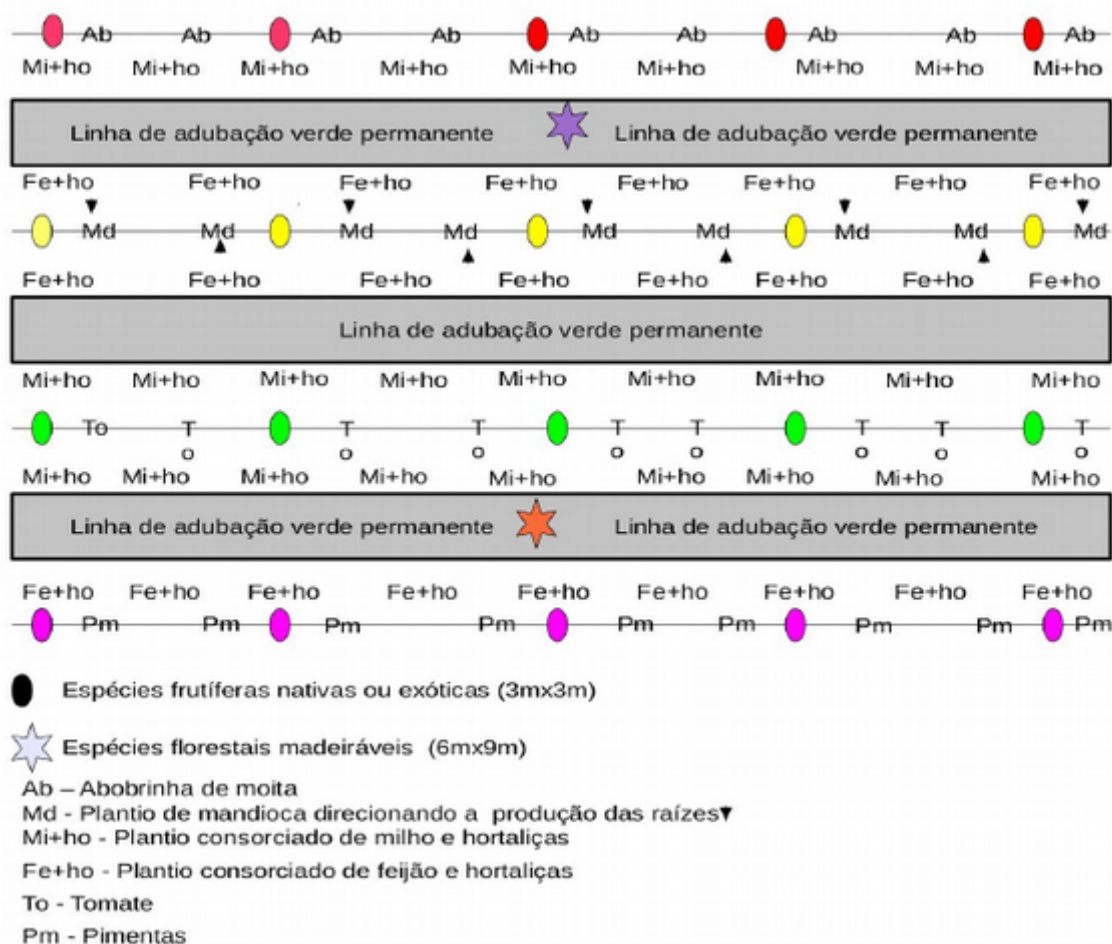 Ab Ab Ab Ab Ab Ab Ab Ab Ab
Mi+ho Mi+ho Mi+ho Mi+ho Mi+ho Mi+ho Mi+ho Mi+ho Mi+ho
Linha de adubação verde permanente Linha de adubação verde permanente
Fe+ho Fe+ho Fe+ho Fe+ho Fe+ho Fe+ho Fe+ho Fe+ho
Md Md Md Md Md Md Md Md Md
Fe+ho Fe+ho Fe+ho Fe+ho Fe+ho Fe+ho Fe+ho Fe+ho
Linha de adubação verde permanente
Mi+ho Mi+ho Mi+ho Mi+ho Mi+ho Mi+ho Mi+ho Mi+ho Mi+ho
To T T T T T T T T
o o o o o o o o
Mi+ho Mi+ho Mi+ho Mi+ho Mi+ho Mi+ho Mi+ho Mi+ho Mi+ho
Linha de adubação verde permanente Linha de adubação verde permanente
Fe+ho Fe+ho Fe+ho Fe+ho Fe+ho Fe+ho Fe+ho Fe+ho Fe+ho
Pm Pm Pm Pm Pm Pm Pm Pm Pm
Espécies frutíferas nativas ou exóticas (3mx3m)
Espécies florestais madeiráveis (6mx9m)
Ab – Abobrinha de moita
Md - Plantio de mandioca direcionando a produção das raízes
Mi+ho - Plantio consorciado de milho e hortaliças
Fe+ho - Plantio consorciado de feijão e hortaliças
To - Tomate
Pm - Pimentas